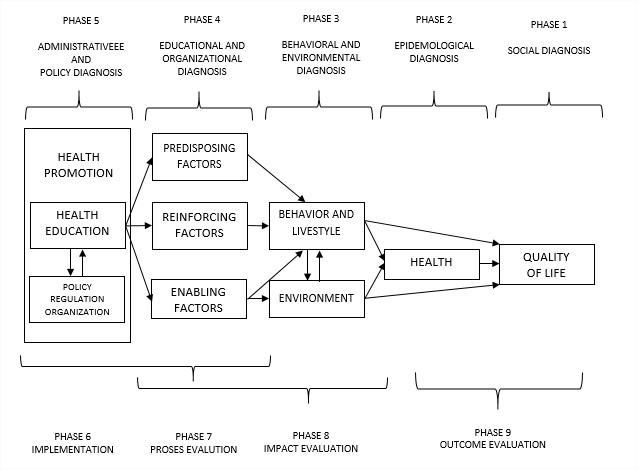 PHASE 5
ADMINISTRATIVEEE
AND
POLICY DIAGNOSIS
PHASE 4
EDUCATIONAL AND
ORGANIZATIONAL
DIAGNOSIS
PHASE 3
BEHAVIORAL AND
ENVIRONMENTAL
DIAGNOSIS
PHASE 2
EPIDEMOLOGICAL
DIAGNOSIS
PHASE 1
SOCIAL DIAGNOSIS
HEALTH
PROMOTION
HEALTH
EDUCATION
POLICY
REGULATION
ORGANIZATION
PREDISPOSING
FACTORS
REINFORCING
FACTORS
ENABLING
FACTORS
BEHAVIOR AND
LIVESTYLE
ENVIRONMENT
HEALTH
QUALITY
OF LIFE
PHASE 6
IMPLEMENTATION
PHASE 7
PROSES EVALUTION
PHASE 8
IMPACT EVALUATION
PHASE 9
OUTCOME EVALUATION